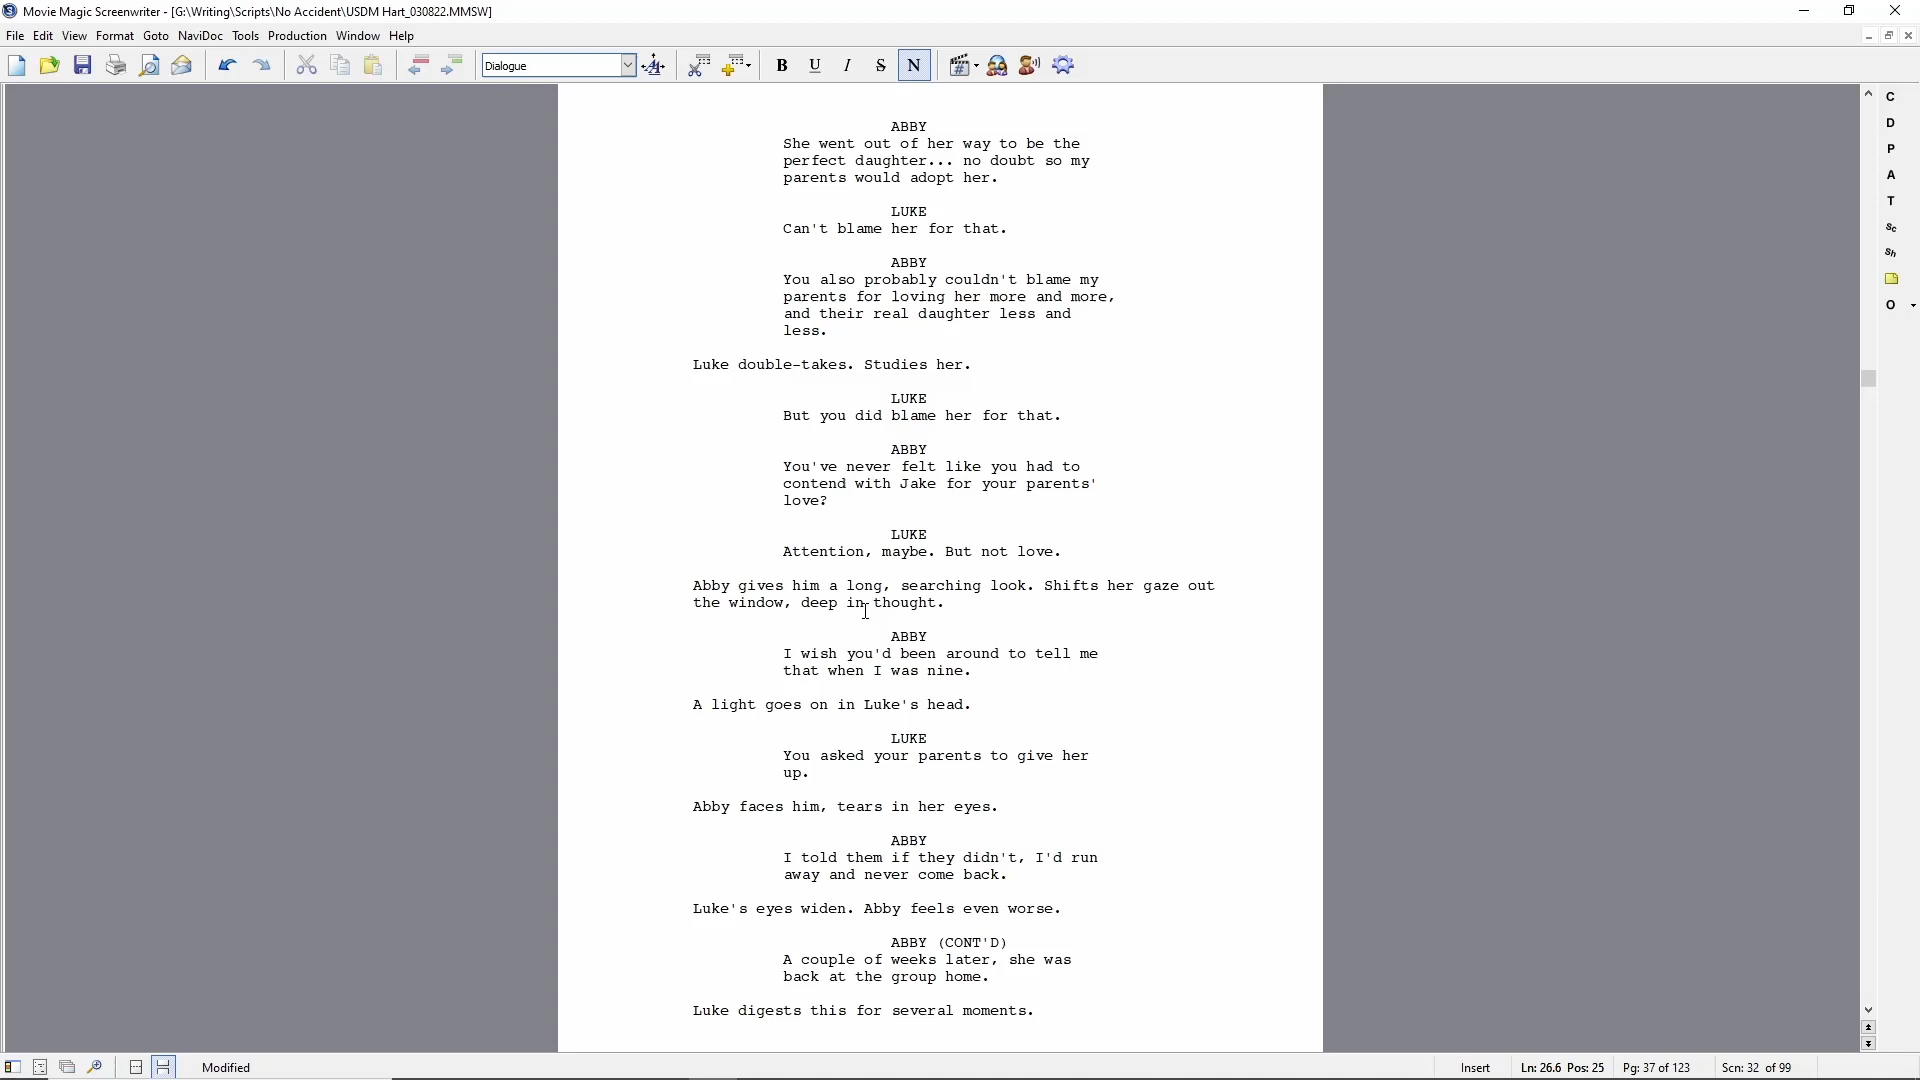 Movie Magic Screenwriter - [G:\Writing\Scripts\No Accident\USDM Hart_030822.MMSW]
File Edit View Format Goto NaviDoc Tools Production Window Help
Dialogue A B U I S N
C
D
P
A
T
Sc
Sh
O
ABBY
She went out of her way to be the
perfect daughter... no doubt so my
parents would adopt her.
LUKE
Can't blame her for that.
ABBY
You also probably couldn't blame my
parents for loving her more and more,
and their real daughter less and
less.
Luke double-takes. Studies her.
LUKE
But you did blame her for that.
ABBY
You've never felt like you had to
contend with Jake for your parents'
love?
LUKE
Attention, maybe. But not love.
Abby gives him a long, searching look. Shifts her gaze out
the window, deep in thought.
ABBY
I wish you'd been around to tell me
that when I was nine.
A light goes on in Luke's head.
LUKE
You asked your parents to give her
up.
Abby faces him, tears in her eyes.
ABBY
I told them if they didn't, I'd run
away and never come back.
Luke's eyes widen. Abby feels even worse.
ABBY (CONT'D)
A couple of weeks later, she was
back at the group home.
Luke digests this for several moments.
Modified Insert Ln: 26.6 Pos: 25 Pg: 37 of 123 Scn: 32 of 99